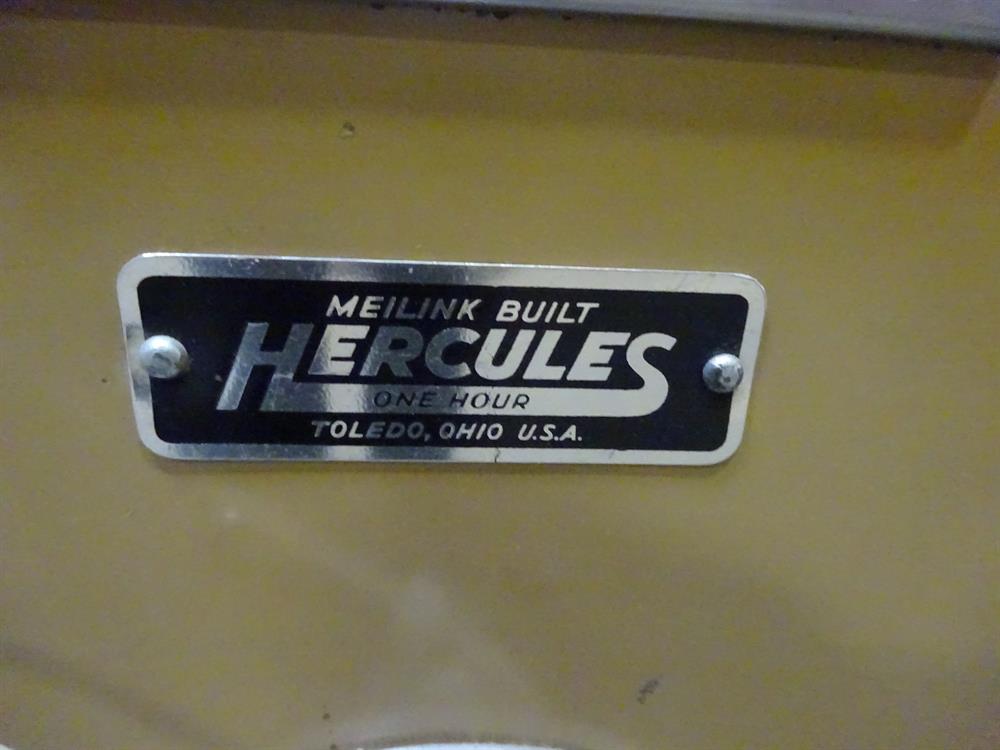 MEILINK BUILT
HERCULES
ONE HOUR
TOLEDO, OHIO U.S.A.